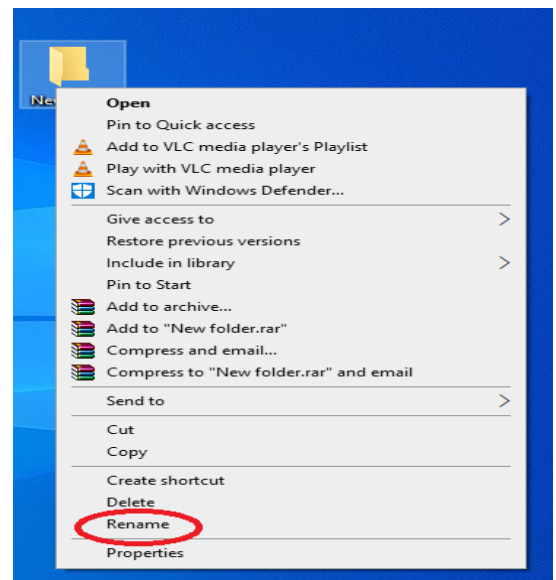 Ne
Open
Pin to Quick access
Add to VLC media player's Playlist
Play with VLC media player
Scan with Windows Defender...
Give access to
Restore previous versions
Include in library
Pin to Start
Add to archive...
Add to "New folder.rar"
Compress and email...
Compress to "New folder.rar" and email
Send to
Cut
Copy
Create shortcut
Delete
Rename
Properties